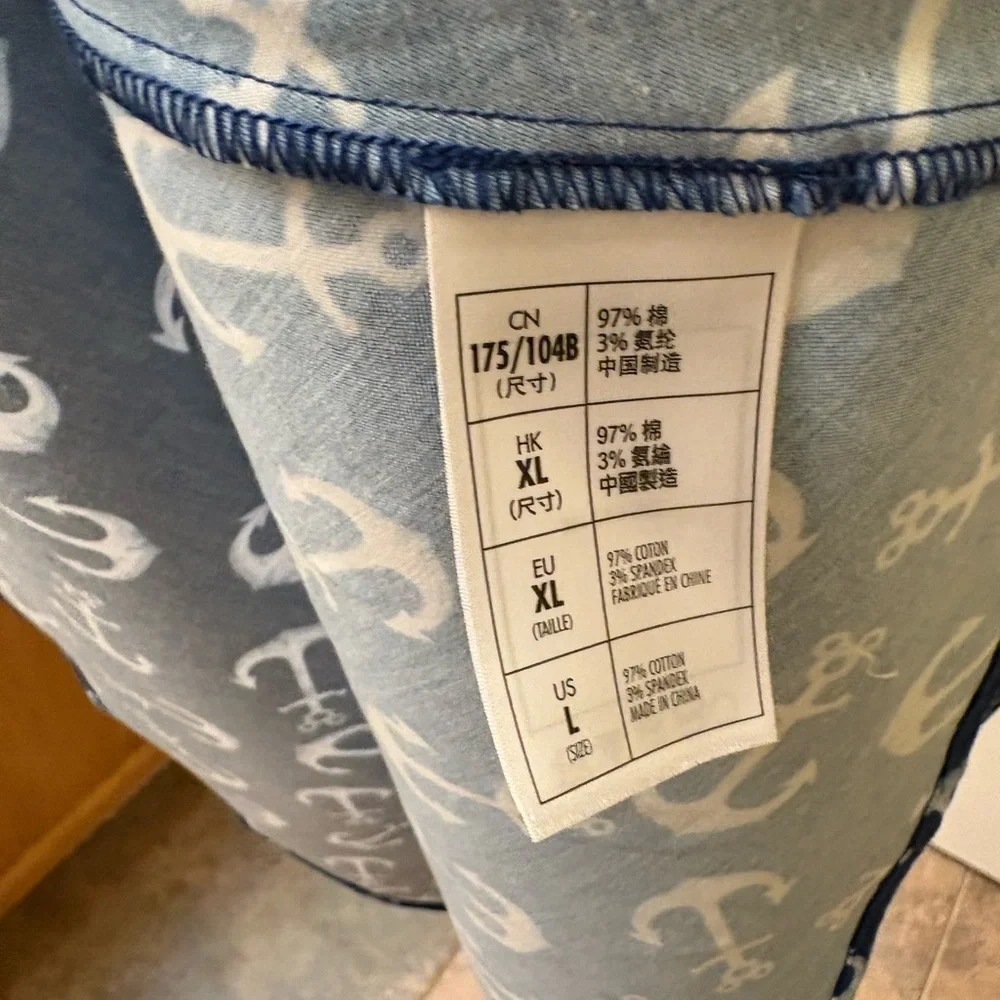 CN
175/104B
(尺寸)
97% 棉
3% 氨纶
中国制造
HK
XL
(尺寸)
97% 棉
3% 氨綸
中國製造
EU
XL
(TAILLE)
97% COTON
3% SPANDEX
FABRIQUÉ EN CHINE
US
L
(SIZE)
97% COTTON
3% SPANDEX
MADE IN CHINA